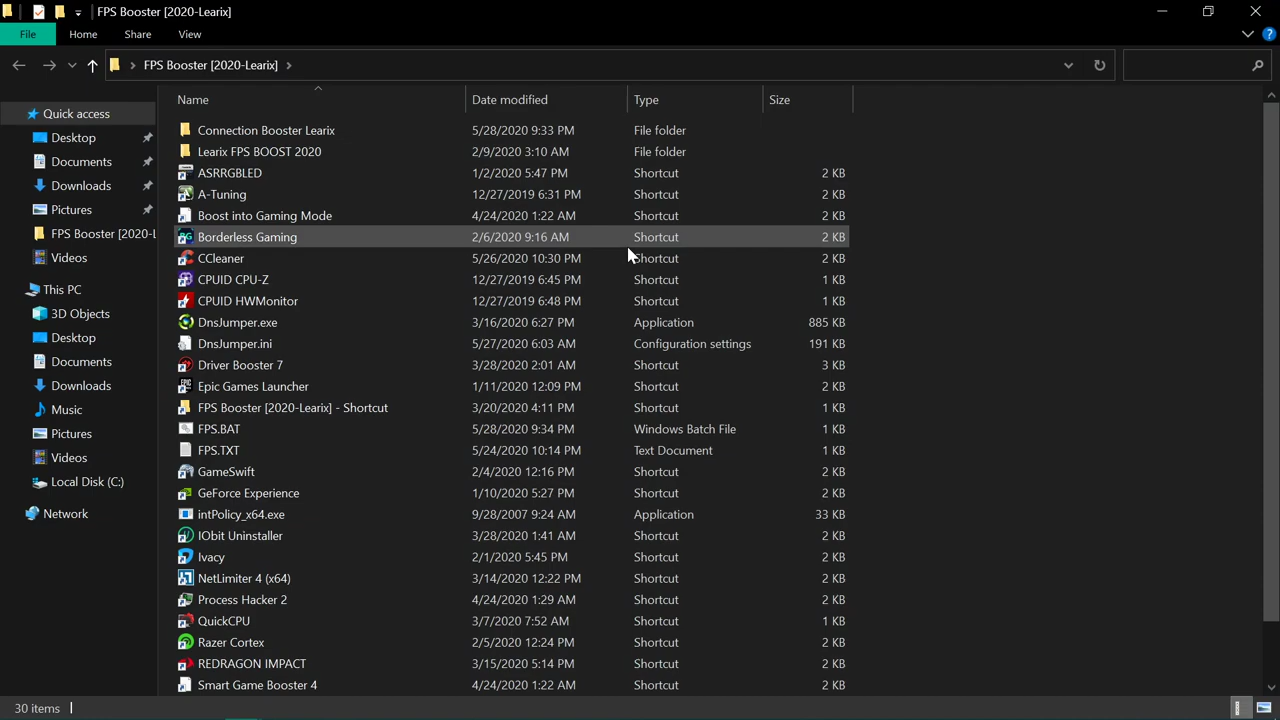 FPS Booster [2020-Learix]
File Home Share View
FPS Booster [2020-Learix]
Name Date modified Type Size
Quick access
Desktop
Documents
Downloads
Pictures
FPS Booster [2020-L
Videos
This PC
3D Objects
Desktop
Documents
Downloads
Music
Pictures
Videos
Local Disk (C:)
Network
Connection Booster Learix 5/28/2020 9:33 PM File folder
Learix FPS BOOST 2020 2/9/2020 3:10 AM File folder
ASRRGBLED 1/2/2020 5:47 PM Shortcut 2 KB
A-Tuning 12/27/2019 6:31 PM Shortcut 2 KB
Boost into Gaming Mode 4/24/2020 1:22 AM Shortcut 2 KB
Borderless Gaming 2/6/2020 9:16 AM Shortcut 2 KB
CCleaner 5/26/2020 10:30 PM Shortcut 2 KB
CPUID CPU-Z 12/27/2019 6:45 PM Shortcut 1 KB
CPUID HWMonitor 12/27/2019 6:48 PM Shortcut 1 KB
DnsJumper.exe 3/16/2020 6:27 PM Application 885 KB
DnsJumper.ini 5/27/2020 6:03 AM Configuration settings 191 KB
Driver Booster 7 3/28/2020 2:01 AM Shortcut 3 KB
Epic Games Launcher 1/11/2020 12:09 PM Shortcut 2 KB
FPS Booster [2020-Learix] - Shortcut 3/20/2020 4:11 PM Shortcut 1 KB
FPS.BAT 5/28/2020 9:34 PM Windows Batch File 1 KB
FPS.TXT 5/24/2020 10:14 PM Text Document 1 KB
GameSwift 2/4/2020 12:16 PM Shortcut 2 KB
GeForce Experience 1/10/2020 5:27 PM Shortcut 2 KB
intPolicy_x64.exe 9/28/2007 9:24 AM Application 33 KB
IObit Uninstaller 3/28/2020 1:41 AM Shortcut 2 KB
Ivacy 2/1/2020 5:45 PM Shortcut 2 KB
NetLimiter 4 (x64) 3/14/2020 12:22 PM Shortcut 2 KB
Process Hacker 2 4/24/2020 1:29 AM Shortcut 2 KB
QuickCPU 3/7/2020 7:52 AM Shortcut 1 KB
Razer Cortex 2/5/2020 12:24 PM Shortcut 2 KB
REDRAGON IMPACT 3/15/2020 5:14 PM Shortcut 2 KB
Smart Game Booster 4 4/24/2020 1:22 AM Shortcut 2 KB
30 items